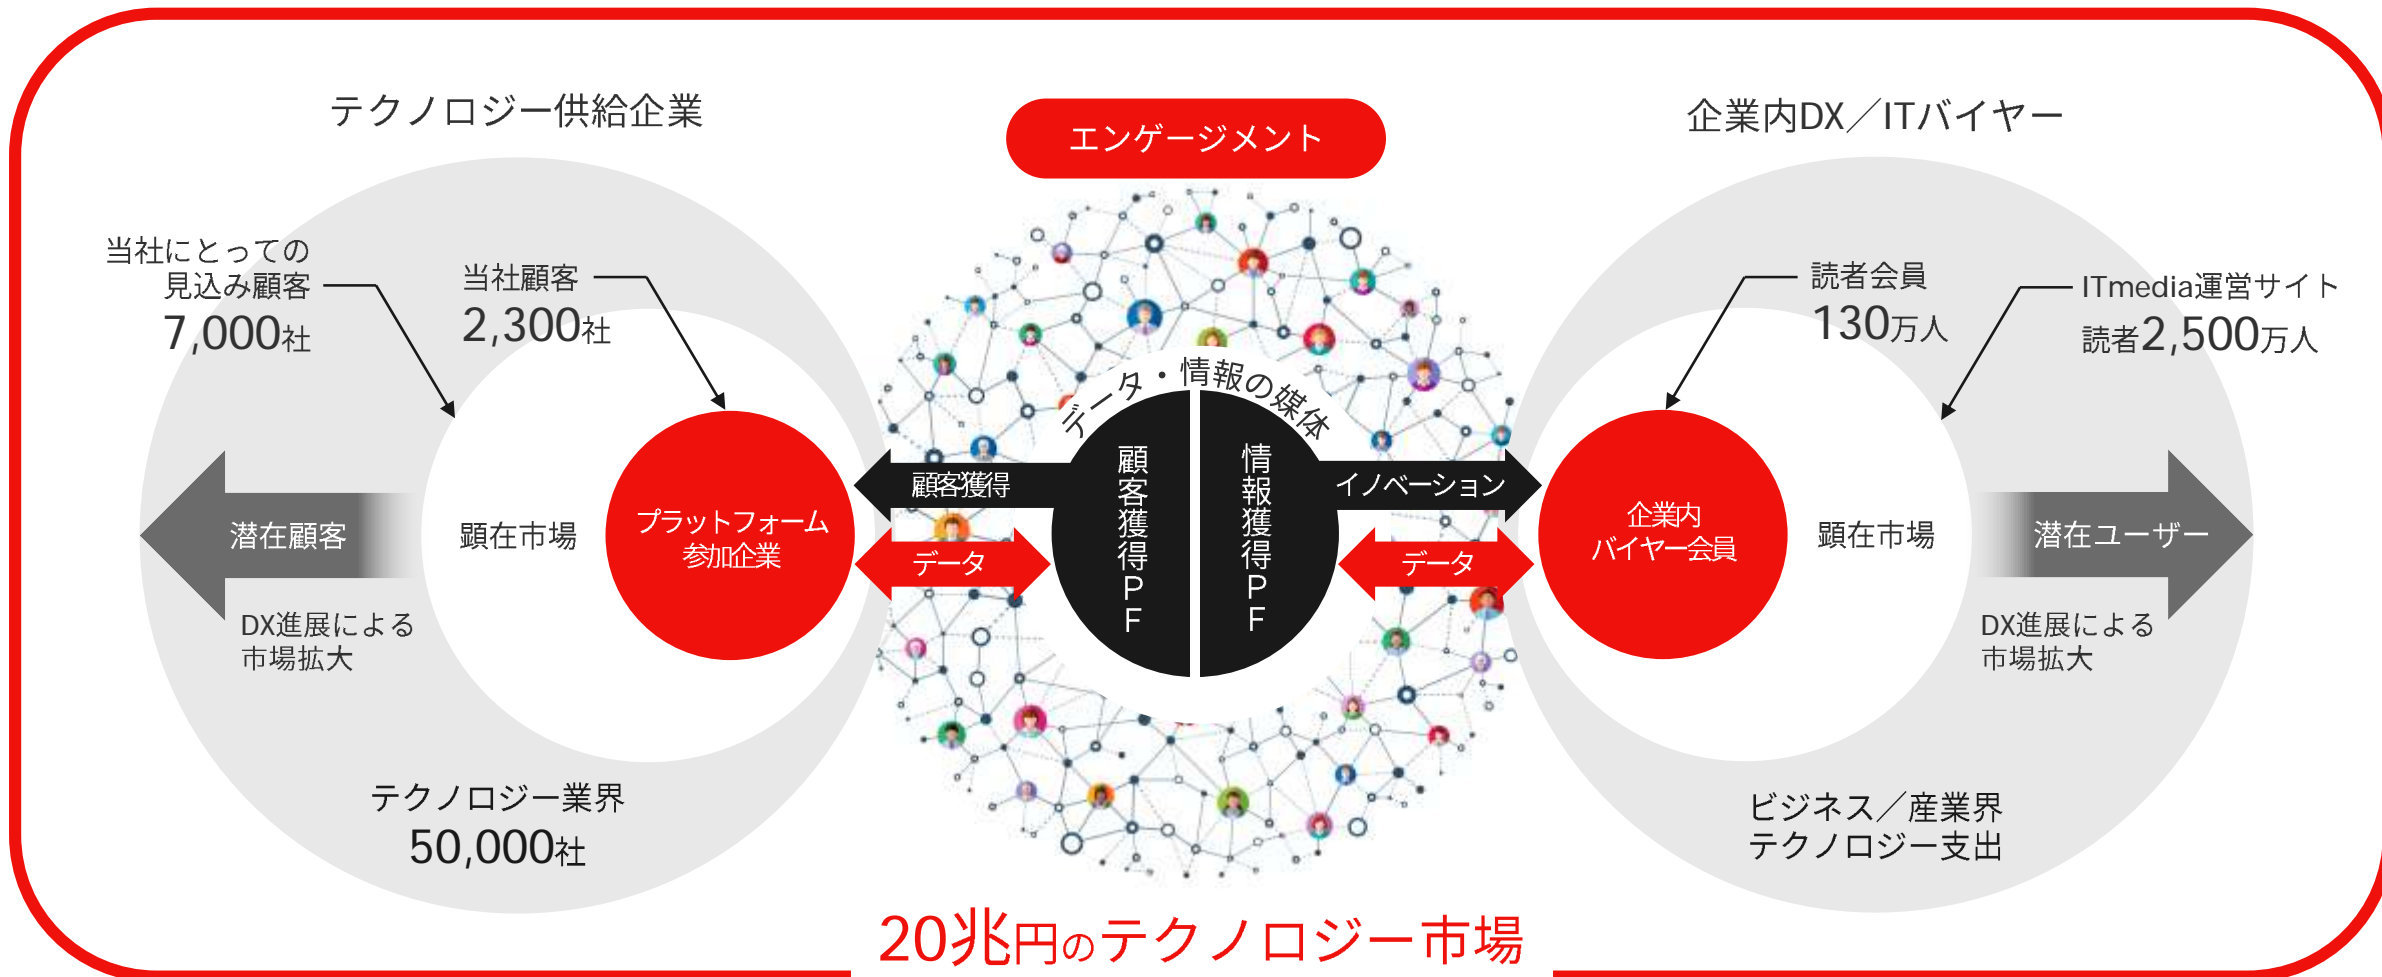 テクノロジー供給企業
当社にとっての
見込み顧客
7,000社
当社顧客
2,300社
潜在顧客
顕在市場
プラットフォーム
参加企業
DX進展による
市場拡大
テクノロジー業界
50,000社
エンゲージメント
データ・情報の媒体
顧客獲得
データ
顧客獲得PF
情報獲得PF
イノベーション
データ
企業内DX／ITバイヤー
読者会員
130万人
ITmedia運営サイト
読者2,500万人
企業内
バイヤー会員
顕在市場
潜在ユーザー
DX進展による
市場拡大
ビジネス／産業界
テクノロジー支出
20兆円のテクノロジー市場